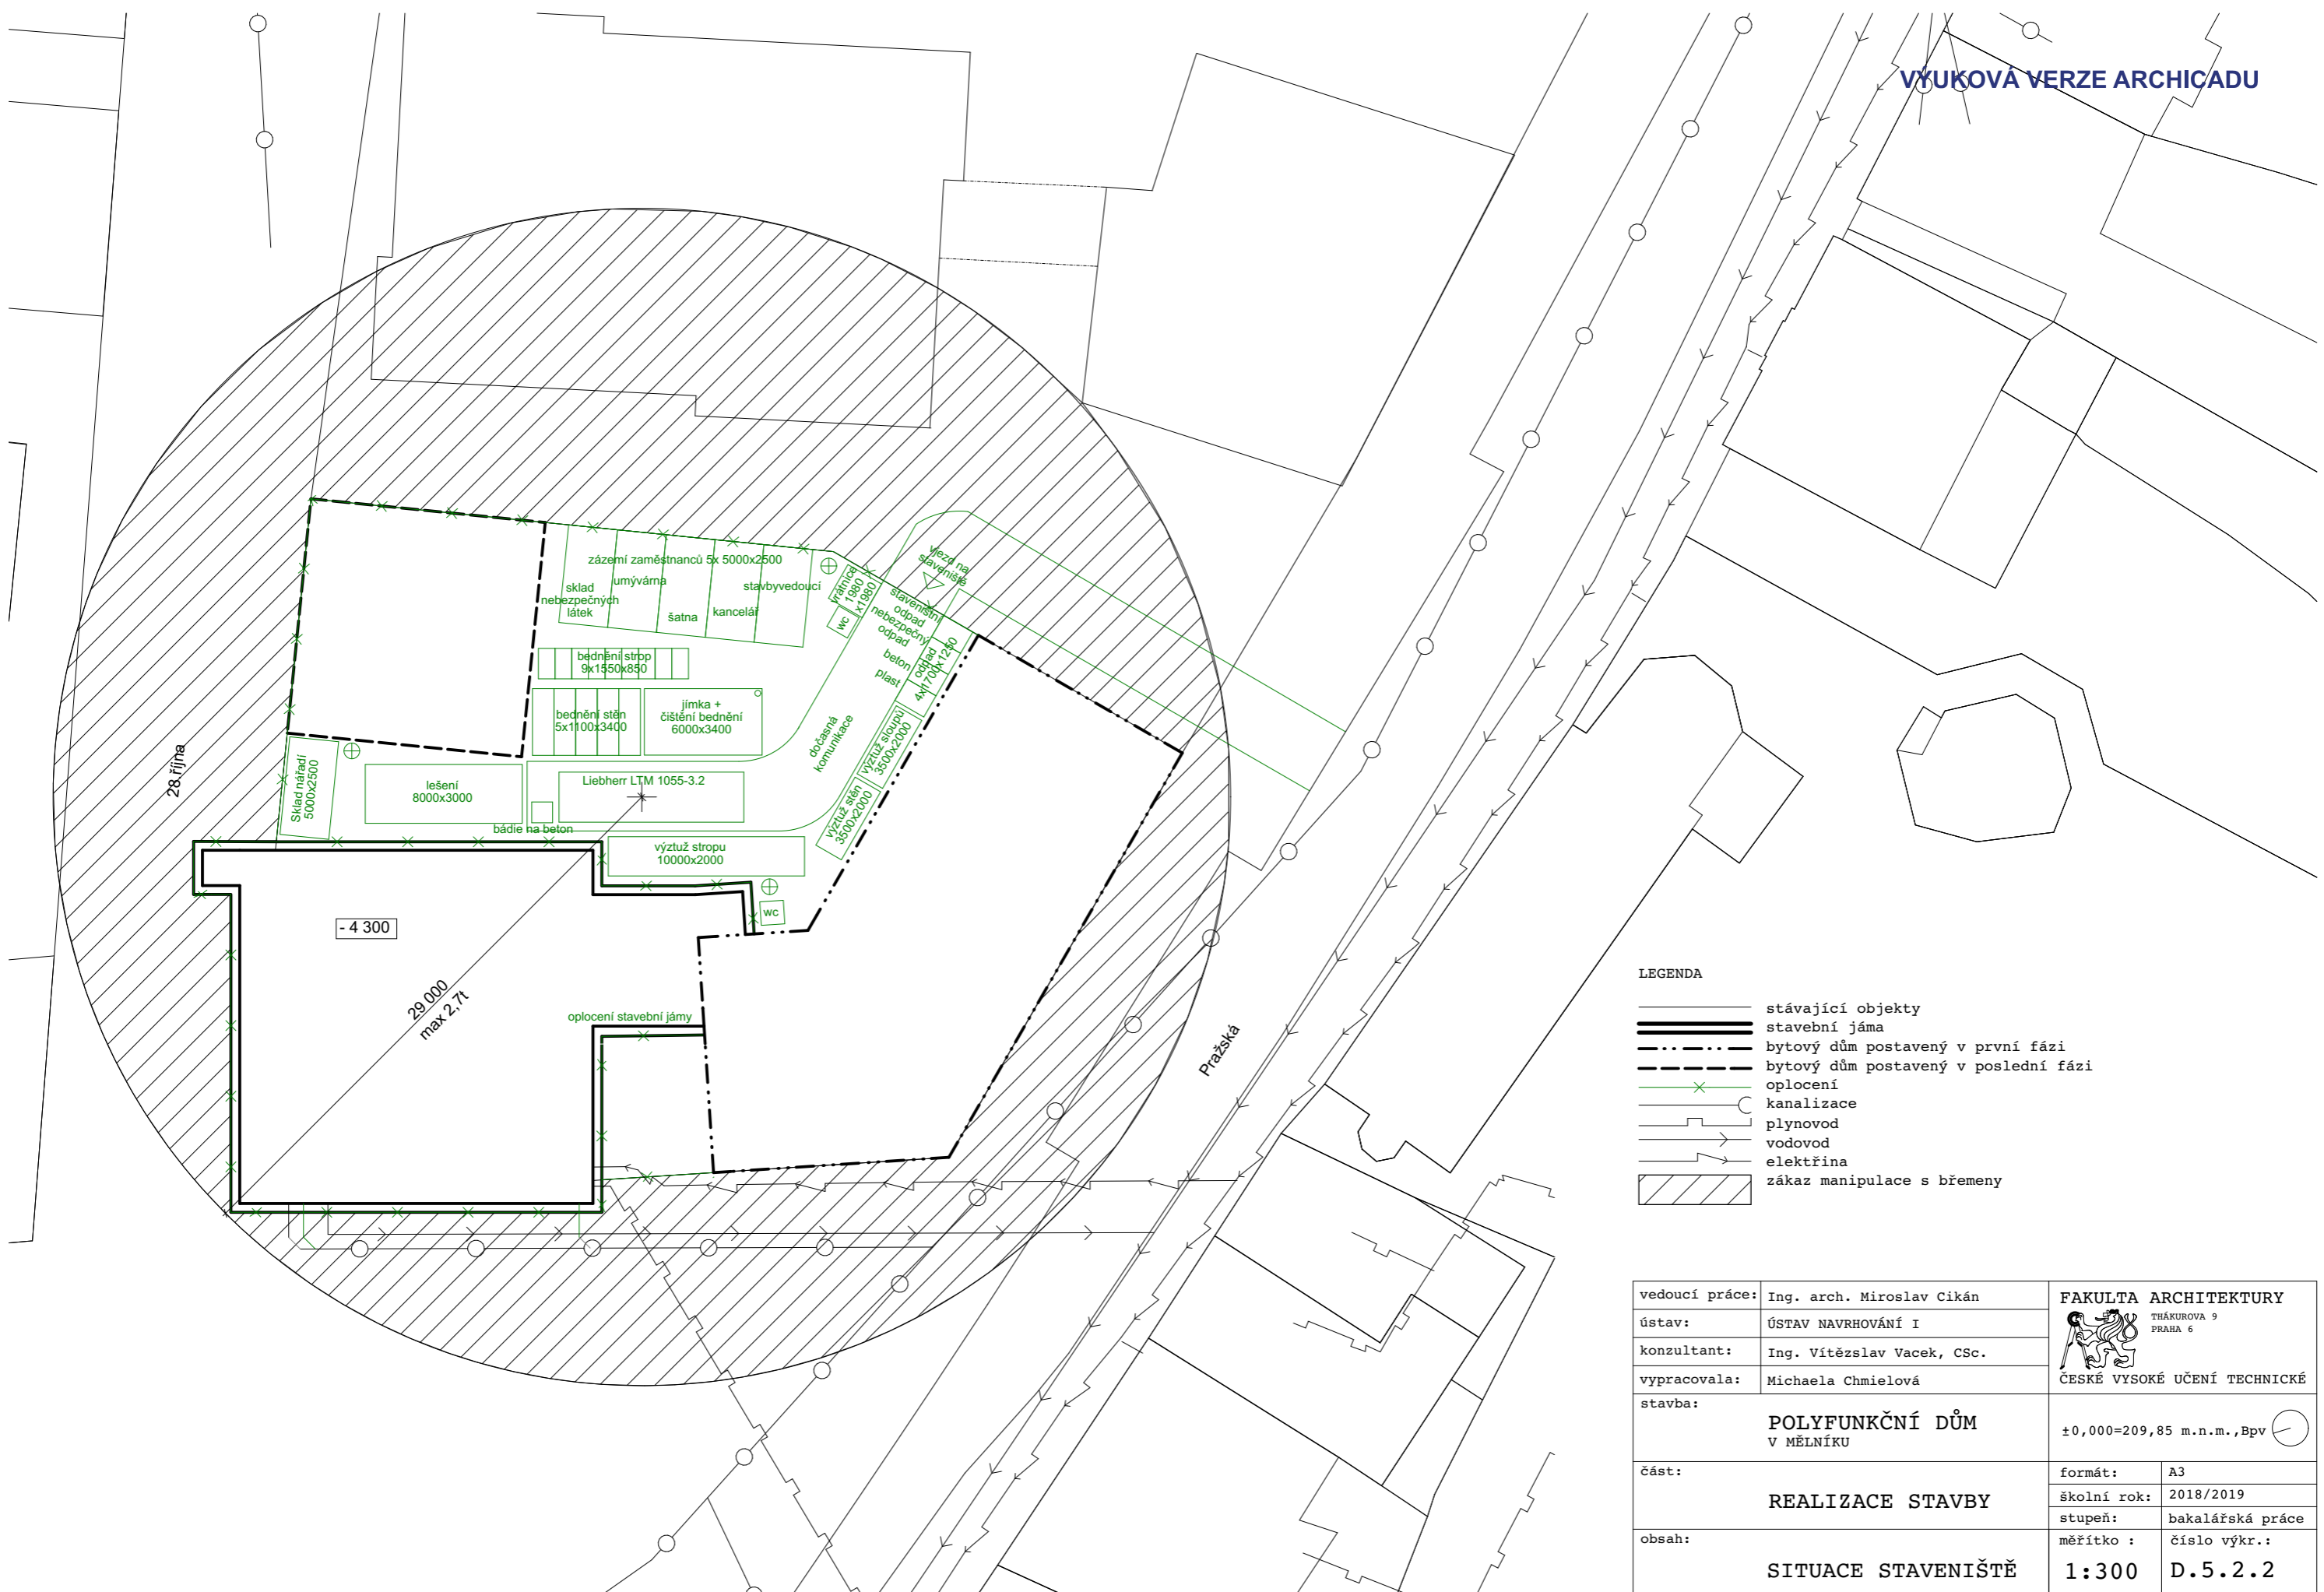 VÝUKOVÁ VERZE ARCHICADU
zázemí zaměstnanců 5x 5000x2500
sklad
nebezpečných
látek
umývárna
šatna
kancelář
stavbyvedoucí
vrátnice
1980
x1980
wc
vjezd na
staveniště
staveništní
odpad
nebezpečný
odpad
beton
plast
odpad
4x1700x1250
bednění strop
9x1550x850
bednění stěn
5x1100x3400
jímka +
čištění bednění
6000x3400
dočasná
komunikace
výztuž sloupů
3500x2000
výztuž stěn
3500x2000
28.října
Sklad nářadí
5000x2500
lešení
8000x3000
Liebherr LTM 1055-3.2
bádie na beton
výztuž stropu
10000x2000
wc
- 4 300
29 000
max 2,7t
oplocení stavební jámy
Pražská
LEGENDA
stávající objekty
stavební jáma
bytový dům postavený v první fázi
bytový dům postavený v poslední fázi
oplocení
kanalizace
plynovod
vodovod
elektřina
zákaz manipulace s břemeny
vedoucí práce: Ing. arch. Miroslav Cikán
ústav: ÚSTAV NAVRHOVÁNÍ I
konzultant: Ing. Vítězslav Vacek, CSc.
vypracovala: Michaela Chmielová
FAKULTA ARCHITEKTURY
THÁKUROVA 9
PRAHA 6
ČESKÉ VYSOKÉ UČENÍ TECHNICKÉ
stavba:
POLYFUNKČNÍ DŮM
V MĚLNÍKU
±0,000=209,85 m.n.m.,Bpv
část:
REALIZACE STAVBY
formát: A3
školní rok: 2018/2019
stupeň: bakalářská práce
obsah:
SITUACE STAVENIŠTĚ
měřítko :
1:300
číslo výkr.:
D.5.2.2